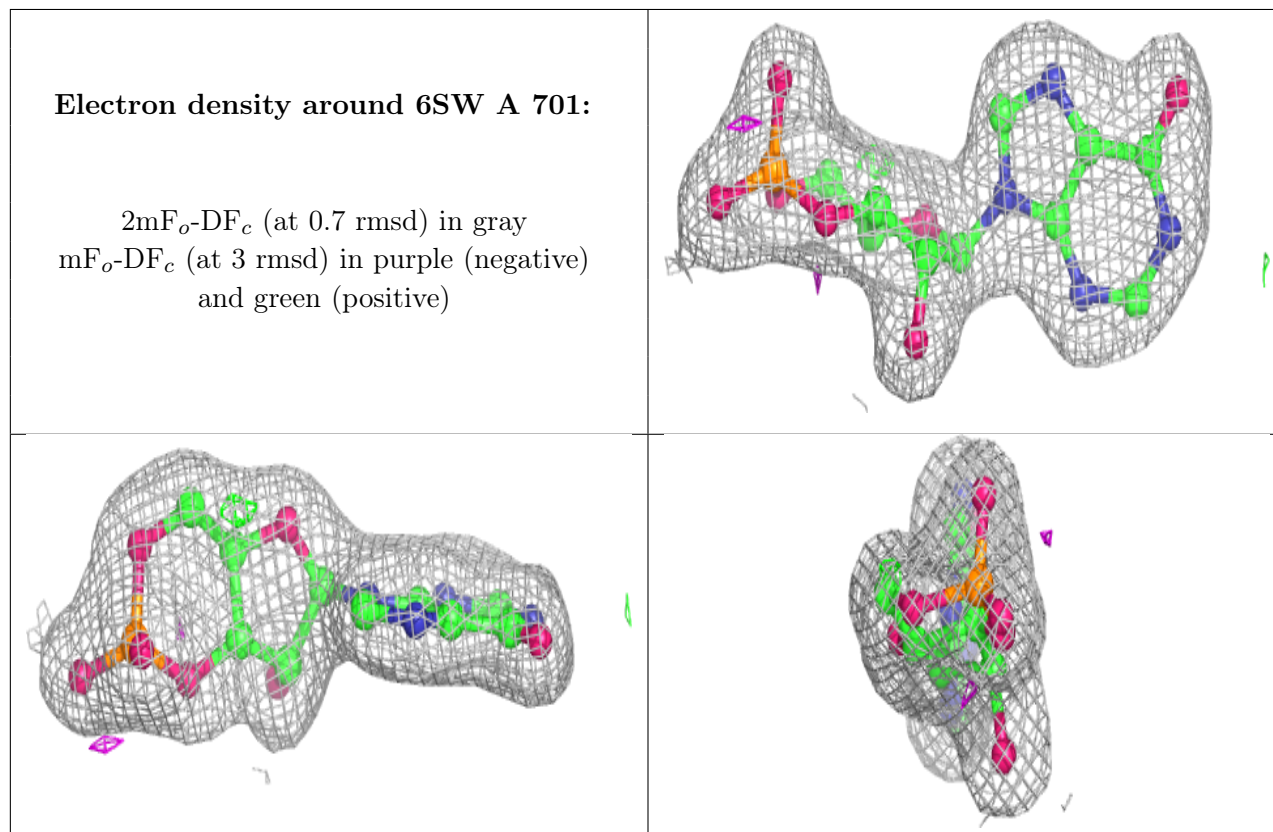 Electron density around 6SW A 701:
2mFo-DFc (at 0.7 rmsd) in gray
mFo-DFc (at 3 rmsd) in purple (negative)
and green (positive)